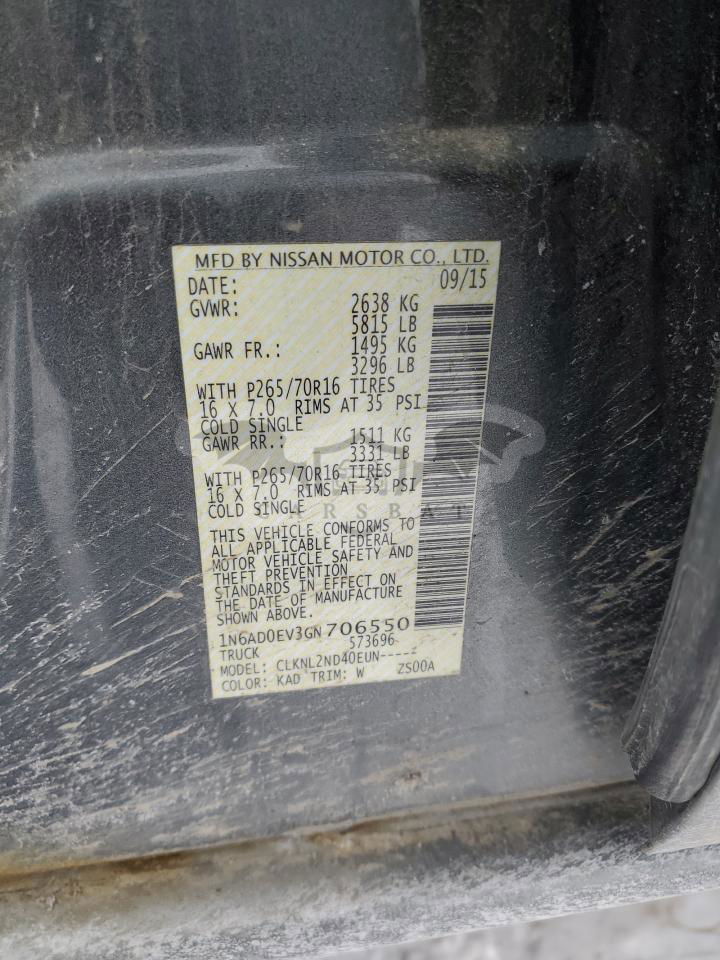 MFD BY NISSAN MOTOR CO., LTD.
DATE: 09/15
GVWR: 2638 KG
5815 LB
GAWR FR.: 1495 KG
3296 LB
WITH P265/70R16 TIRES
16 X 7.0 RIMS AT 35 PSI
COLD SINGLE
GAWR RR.: 1511 KG
3331 LB
WITH P265/70R16 TIRES
16 X 7.0 RIMS AT 35 PSI
COLD SINGLE
THIS VEHICLE CONFORMS TO
ALL APPLICABLE FEDERAL
MOTOR VEHICLE SAFETY AND
THEFT PREVENTION
STANDARDS IN EFFECT ON
THE DATE OF MANUFACTURE
SHOWN ABOVE.
1N6AD0EV3GN 706550
TRUCK 573696
MODEL: CLKNL2ND40EUN-----
COLOR: KAD TRIM: W ZS00A